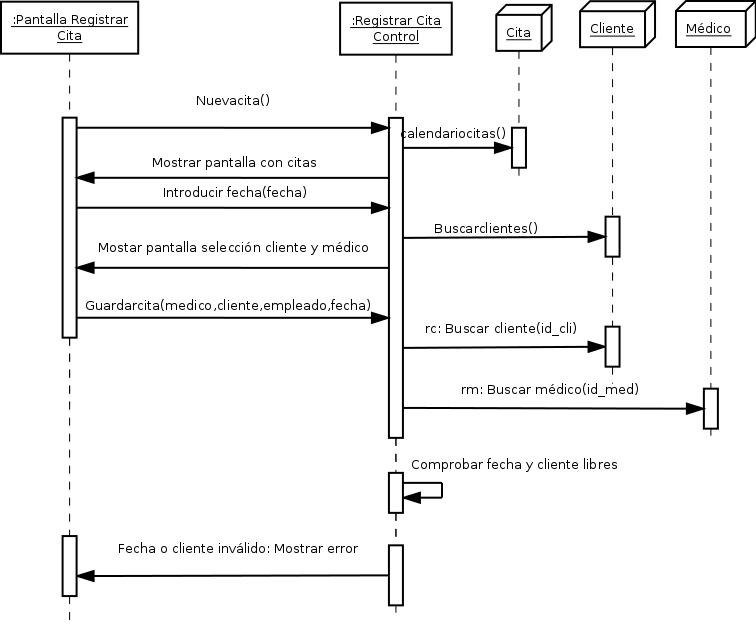 :Pantalla Registrar
Cita
:Registrar Cita
Control
Cita
Cliente
Médico
Nuevacita()
calendariocitas()
Mostrar pantalla con citas
Introducir fecha(fecha)
Buscarclientes()
Mostar pantalla selección cliente y médico
Guardarcita(medico,cliente,empleado,fecha)
rc: Buscar cliente(id_cli)
rm: Buscar médico(id_med)
Comprobar fecha y cliente libres
Fecha o cliente inválido: Mostrar error